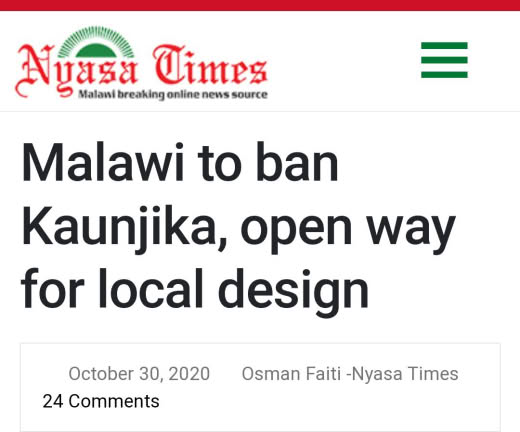 Nyasa Times
Malawi breaking online news source
Malawi to ban
Kaunjika, open way
for local design
October 30, 2020 Osman Faiti -Nyasa Times
24 Comments